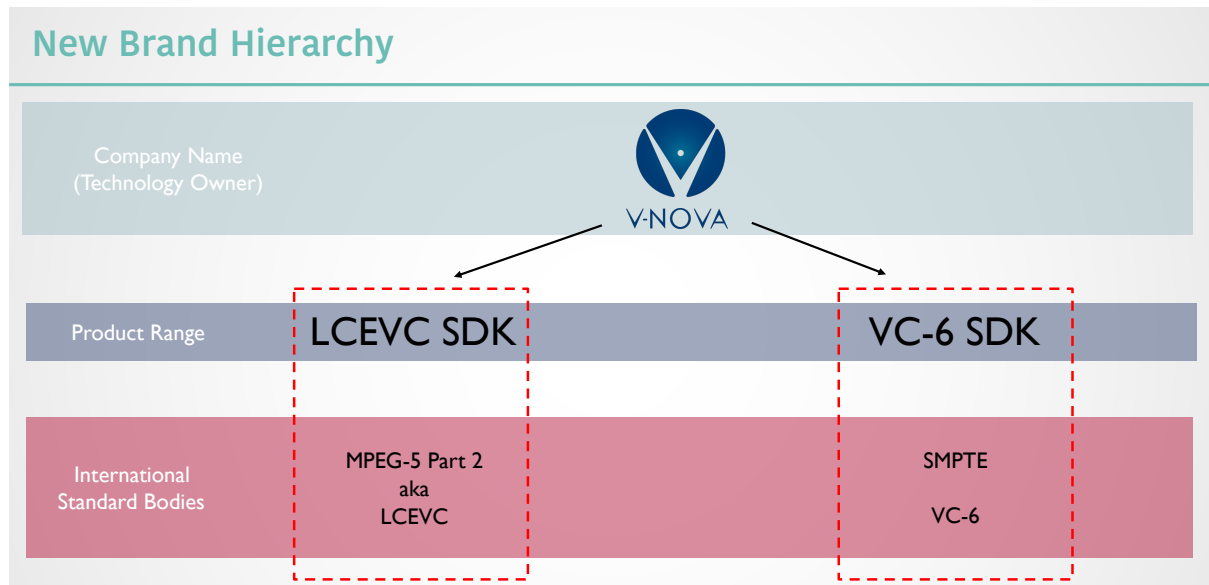 New Brand Hierarchy
Company Name
(Technology Owner)
V-NOVA
Product Range
LCEVC SDK
VC-6 SDK
International
Standard Bodies
MPEG-5 Part 2
aka
LCEVC
SMPTE
VC-6